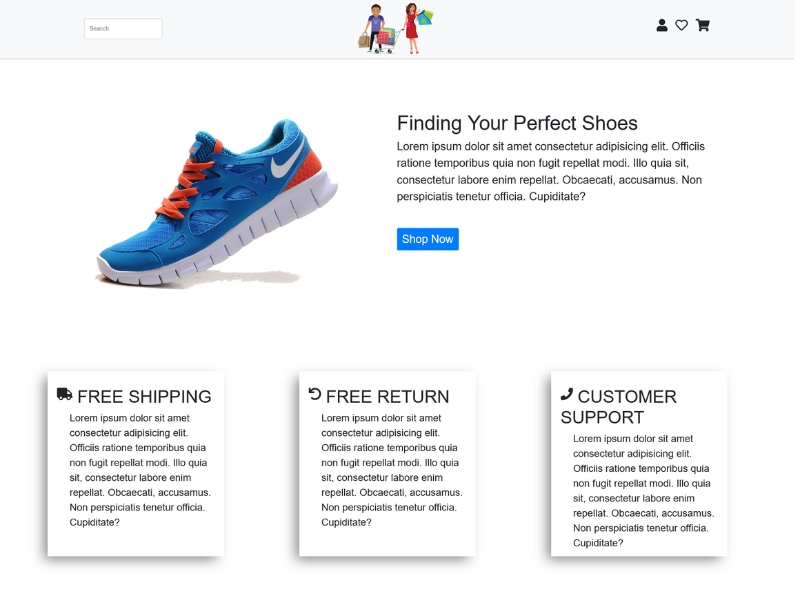 Search
Finding Your Perfect Shoes
Lorem ipsum dolor sit amet consectetur adipisicing elit. Officiis
ratione temporibus quia non fugit repellat modi. Illo quia sit,
consectetur labore enim repellat. Obcaecati, accusamus. Non
perspiciatis tenetur officia. Cupiditate?
Shop Now
FREE SHIPPING
Lorem ipsum dolor sit amet
consectetur adipisicing elit.
Officiis ratione temporibus quia
non fugit repellat modi. Illo quia
sit, consectetur labore enim
repellat. Obcaecati, accusamus.
Non perspiciatis tenetur officia.
Cupiditate?
FREE RETURN
Lorem ipsum dolor sit amet
consectetur adipisicing elit.
Officiis ratione temporibus quia
non fugit repellat modi. Illo quia
sit, consectetur labore enim
repellat. Obcaecati, accusamus.
Non perspiciatis tenetur officia.
Cupiditate?
CUSTOMER
SUPPORT
Lorem ipsum dolor sit amet
consectetur adipisicing elit.
Officiis ratione temporibus quia
non fugit repellat modi. Illo quia
sit, consectetur labore enim
repellat. Obcaecati, accusamus.
Non perspiciatis tenetur officia.
Cupiditate?